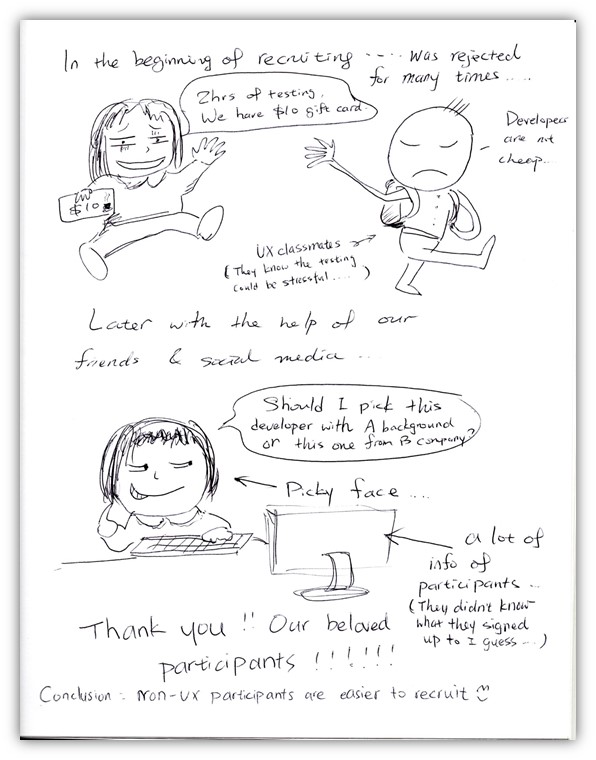 In the beginning of recruiting ---- was rejected
for many times....
2hrs of testing,
We have $10 gift card.
Developers
are not
cheap..
$10
UX classmates
(They know the testing
could be stressful....)
Later with the help of our
friends & social media ...
Should I pick this
developer with A background
or this one from B company?
Picky face ...
a lot of
info of
participants ..
(They didn't know
what they signed
up to I guess...)
Thank you !! Our beloved
participants !!!!!!
Conclusion : Non-UX participants are easier to recruit